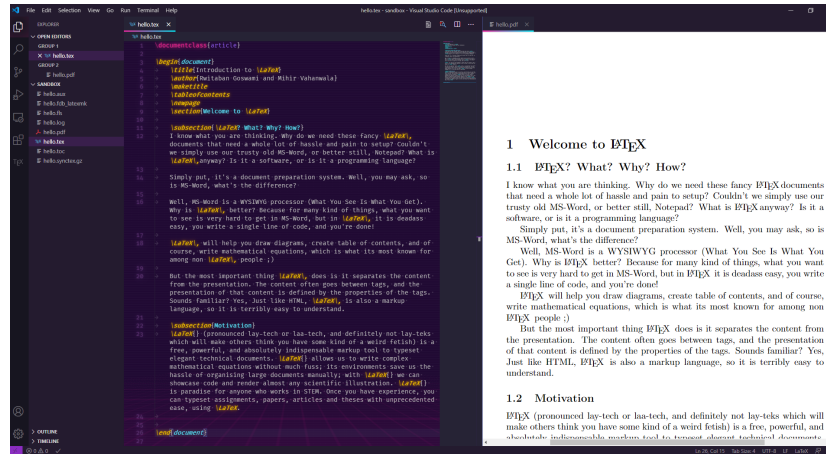 File Edit Selection View Go Run Terminal Help
hello.tex - sandbox - Visual Studio Code [Unsupported]
EXPLORER
OPEN EDITORS
GROUP 1
hello.tex
GROUP 2
hello.pdf
SANDBOX
hello.aux
hello.fdb_latexmk
hello.fls
hello.log
hello.pdf
hello.tex
hello.toc
hello.synctex.gz
OUTLINE
TIMELINE
hello.tex
hello.tex
\documentclass{article}
\begin{document}
\title{Introduction to \LaTeX}
\author{Rwitaban Goswami and Mihir Vahanwala}
\maketitle
\tableofcontents
\newpage
\section{Welcome to \LaTeX}
\subsection{\LaTeX? What? Why? How?}
I know what you are thinking. Why do we need these fancy \LaTeX\,
documents that need a whole lot of hassle and pain to setup? Couldn't
we simply use our trusty old MS-Word, or better still, Notepad? What is
\LaTeX\,anyway? Is it a software, or is it a programming language?
Simply put, it's a document preparation system. Well, you may ask, so
is MS-Word, what's the difference?
Well, MS-Word is a WYSIWYG processor (What You See Is What You Get).
Why is \LaTeX\, better? Because for many kind of things, what you want
to see is very hard to get in MS-Word, but in \LaTeX\, it is deadass
easy, you write a single line of code, and you're done!
\LaTeX\, will help you draw diagrams, create table of contents, and of
course, write mathematical equations, which is what its most known for
among non \LaTeX\, people ;)
But the most important thing \LaTeX\, does is it separates the content
from the presentation. The content often goes between tags, and the
presentation of that content is defined by the properties of the tags.
Sounds familiar? Yes, Just like HTML, \LaTeX\, is also a markup
language, so it is terribly easy to understand.
\subsection{Motivation}
\LaTeX{} (pronounced lay-tech or laa-tech, and definitely not lay-teks
which will make others think you have some kind of a weird fetish) is a
free, powerful, and absolutely indispensable markup tool to typeset
elegant technical documents. \LaTeX{} allows us to write complex
mathematical equations without much fuss; its environments save us the
hassle of organising large documents manually; with \LaTeX{} we can
showcase code and render almost any scientific illustration. \LaTeX{}
is paradise for anyone who works in STEM. Once you have experience, you
can typeset assignments, papers, articles and theses with unprecedented
ease, using \LaTeX.
\end{document}
hello.pdf
1 Welcome to LaTeX
1.1 LaTeX? What? Why? How?
I know what you are thinking. Why do we need these fancy LaTeX documents
that need a whole lot of hassle and pain to setup? Couldn't we simply use our
trusty old MS-Word, or better still, Notepad? What is LaTeX anyway? Is it a
software, or is it a programming language?
Simply put, it's a document preparation system. Well, you may ask, so is
MS-Word, what's the difference?
Well, MS-Word is a WYSIWYG processor (What You See Is What You
Get). Why is LaTeX better? Because for many kind of things, what you want
to see is very hard to get in MS-Word, but in LaTeX it is deadass easy, you write
a single line of code, and you're done!
LaTeX will help you draw diagrams, create table of contents, and of course,
write mathematical equations, which is what its most known for among non
LaTeX people ;)
But the most important thing LaTeX does is it separates the content from
the presentation. The content often goes between tags, and the presentation
of that content is defined by the properties of the tags. Sounds familiar? Yes,
Just like HTML, LaTeX is also a markup language, so it is terribly easy to
understand.
1.2 Motivation
LaTeX (pronounced lay-tech or laa-tech, and definitely not lay-teks which will
make others think you have some kind of a weird fetish) is a free, powerful, and
absolutely indispensable markup tool to typeset elegant technical documents.
Ln 26, Col 15 Tab Size: 4 UTF-8 LF LaTeX